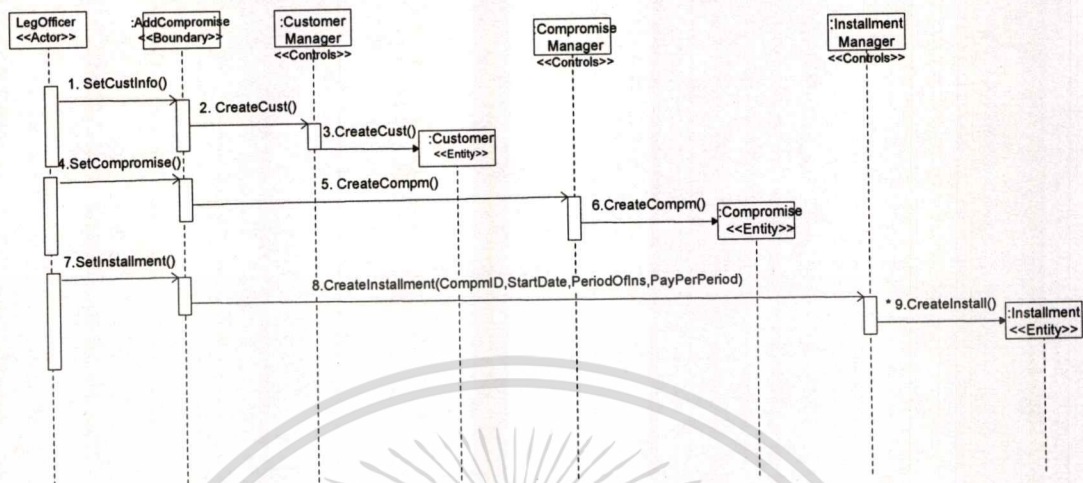 LegOfficer
<<Actor>>
:AddCompromise
<<Boundary>>
:Customer
Manager
<<Controls>>
:Compromise
Manager
<<Controls>>
:Installment
Manager
<<Controls>>
1. SetCustInfo()
2. CreateCust()
3.CreateCust()
:Customer
<<Entity>>
4.SetCompromise()
5. CreateCompm()
6.CreateCompm()
:Compromise
<<Entity>>
7.SetInstallment()
8.CreateInstallment(CompmID,StartDate,PeriodOfIns,PayPerPeriod)
* 9.CreateInstall()
:Installment
<<Entity>>